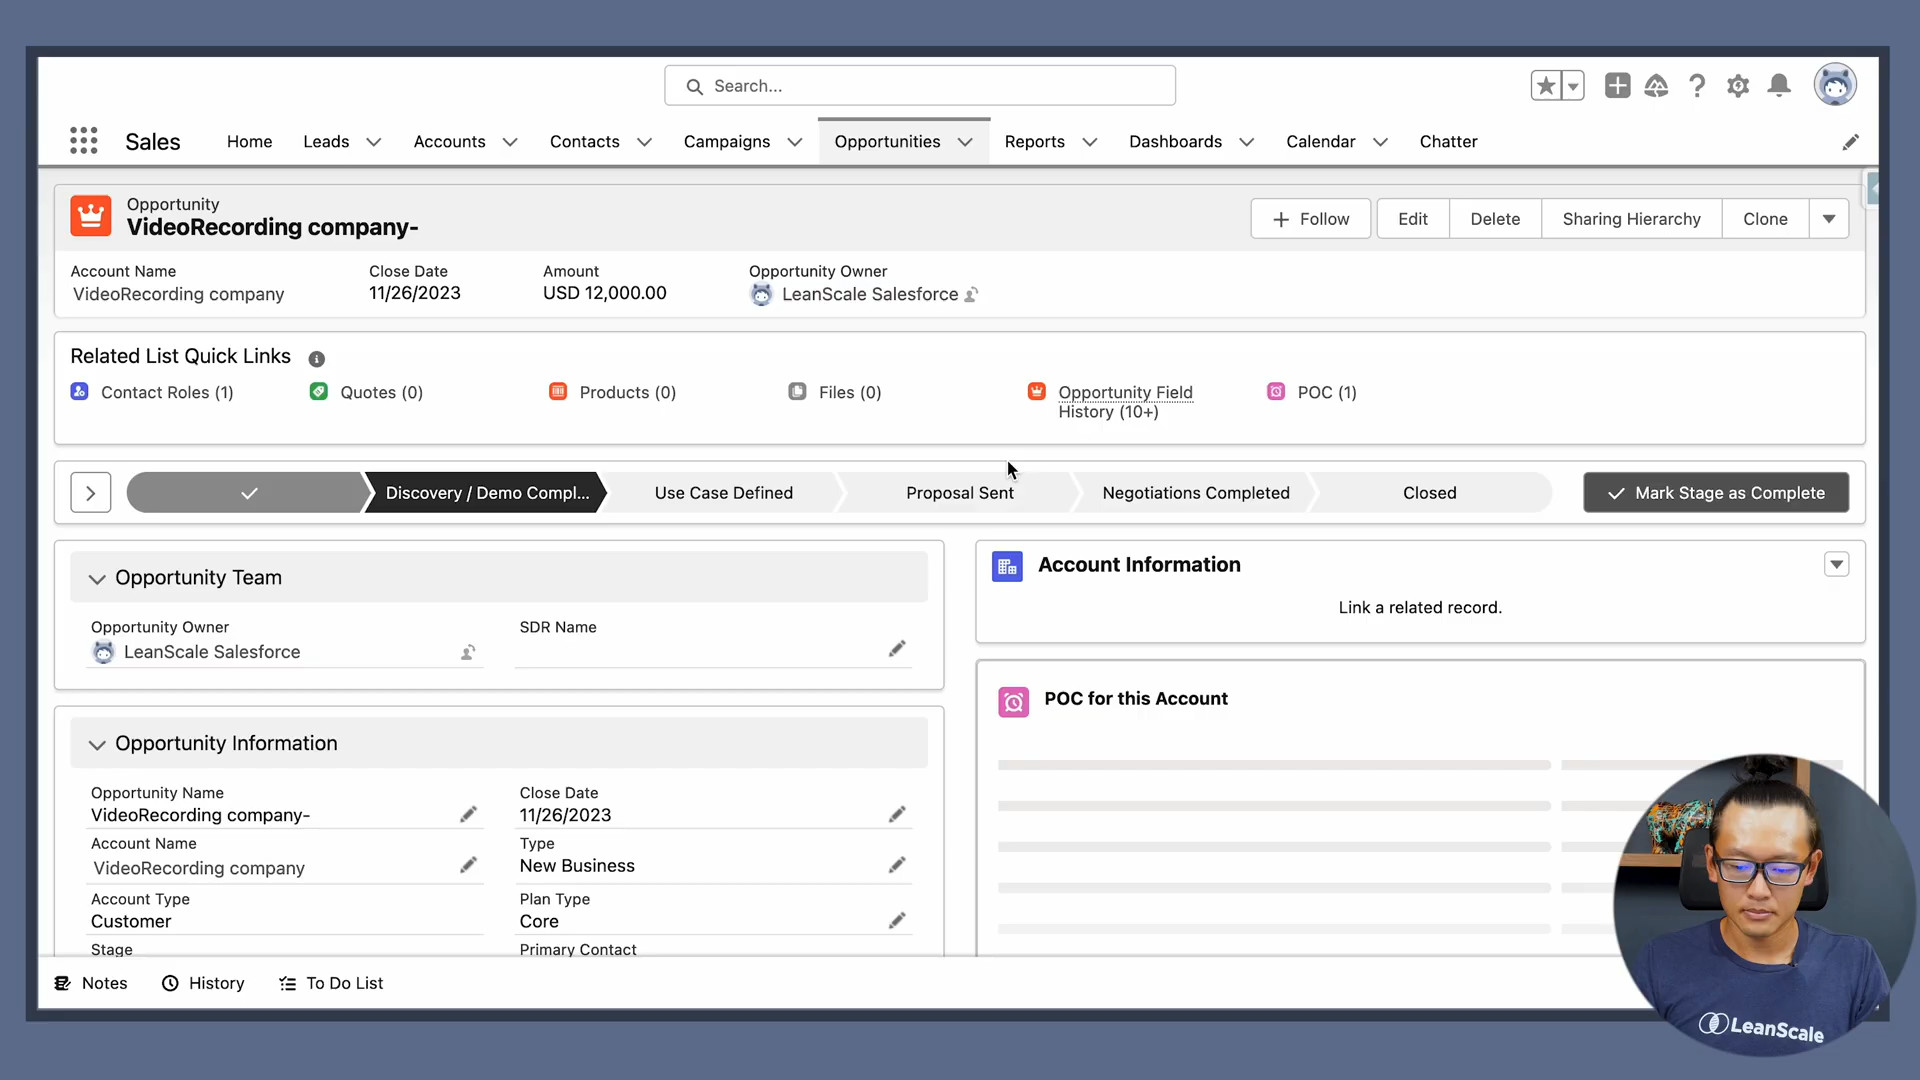 Search...
Sales
Home
Leads
Accounts
Contacts
Campaigns
Opportunities
Reports
Dashboards
Calendar
Chatter
Opportunity
VideoRecording company-
Follow
Edit
Delete
Sharing Hierarchy
Clone
Account Name
VideoRecording company
Close Date
11/26/2023
Amount
USD 12,000.00
Opportunity Owner
LeanScale Salesforce
Related List Quick Links
Contact Roles (1)
Quotes (0)
Products (0)
Files (0)
Opportunity Field
History (10+)
POC (1)
Discovery / Demo Compl...
Use Case Defined
Proposal Sent
Negotiations Completed
Closed
Mark Stage as Complete
Opportunity Team
Opportunity Owner
LeanScale Salesforce
SDR Name
Opportunity Information
Opportunity Name
VideoRecording company-
Close Date
11/26/2023
Account Name
VideoRecording company
Type
New Business
Account Type
Customer
Plan Type
Core
Stage
Primary Contact
Account Information
Link a related record.
POC for this Account
Notes
History
To Do List
LeanScale